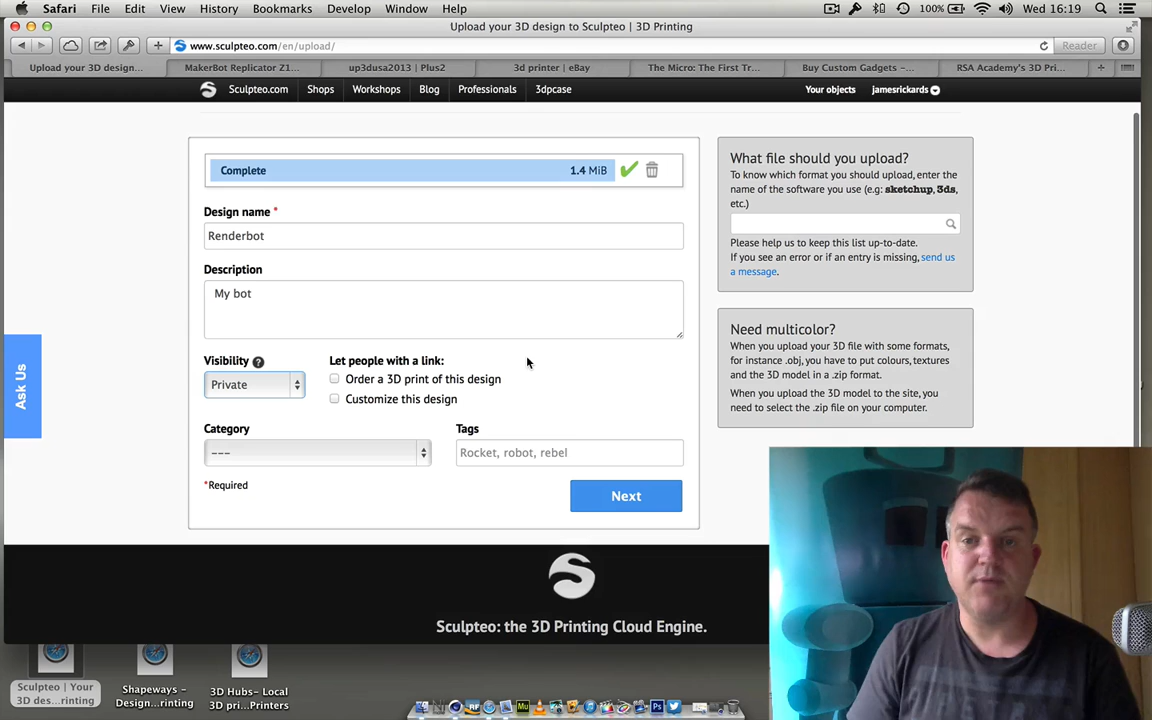 Safari File Edit View History Bookmarks Develop Window Help 100% Wed 16:19
Upload your 3D design to Sculpteo | 3D Printing
www.sculpteo.com/en/upload/ Reader
Upload your 3D design... MakerBot Replicator Z1... up3dusa2013 | Plus2 3d printer | eBay The Micro: The First Tr... Buy Custom Gadgets -... RSA Academy's 3D Pri...
Sculpteo.com Shops Workshops Blog Professionals 3dpcase Your objects jamesrickards
Complete 1.4 MiB
Design name *
Renderbot
Description
My bot
Visibility ?
Private
Let people with a link:
Order a 3D print of this design
Customize this design
Category
---
Tags
Rocket, robot, rebel
*Required
Next
What file should you upload?
To know which format you should upload, enter the
name of the software you use (e.g: sketchup, 3ds,
etc.)
Please help us to keep this list up-to-date.
If you see an error or if an entry is missing, send us
a message.
Need multicolor?
When you upload your 3D file with some formats,
for instance .obj, you have to put colours, textures
and the 3D model in a .zip format.
When you upload the 3D model to the site, you
need to select the .zip file on your computer.
Ask Us
Sculpteo: the 3D Printing Cloud Engine.
Sculpteo | Your
3D des...rinting
Shapeways -
Design...rinting
3D Hubs- Local
3D pri...Printers
RF
Mu
Ps